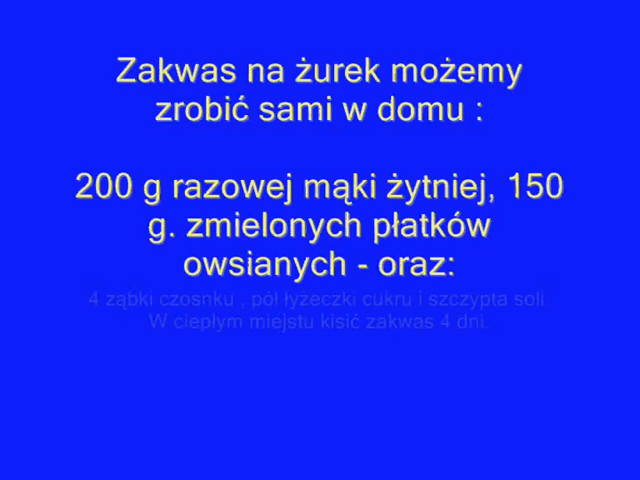 Zakwas na żurek możemy
zrobić sami w domu :
200 g razowej mąki żytniej, 150
g. zmielonych płatków
owsianych - oraz:
4 ząbki czosnku , pół łyżeczki cukru i szczypta soli
W ciepłym miejstu kisić zakwas 4 dni.